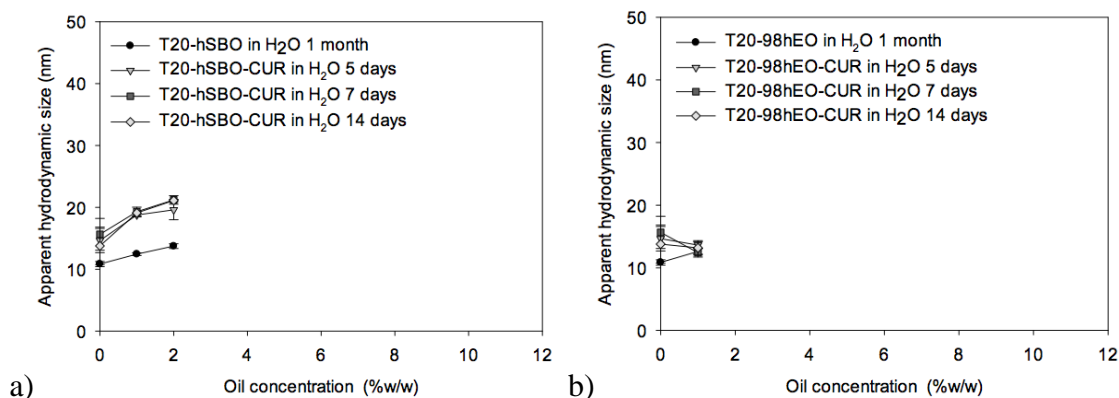 50
40
30
20
10
0
Apparent hydrodynamic size (nm)
T20-hSBO in H₂O 1 month
T20-hSBO-CUR in H₂O 5 days
T20-hSBO-CUR in H₂O 7 days
T20-hSBO-CUR in H₂O 14 days
0 2 4 6 8 10 12
Oil concentration (%w/w)
a)
50
40
30
20
10
0
Apparent hydrodynamic size (nm)
T20-98hEO in H₂O 1 month
T20-98hEO-CUR in H₂O 5 days
T20-98hEO-CUR in H₂O 7 days
T20-98hEO-CUR in H₂O 14 days
0 2 4 6 8 10 12
Oil concentration (%w/w)
b)